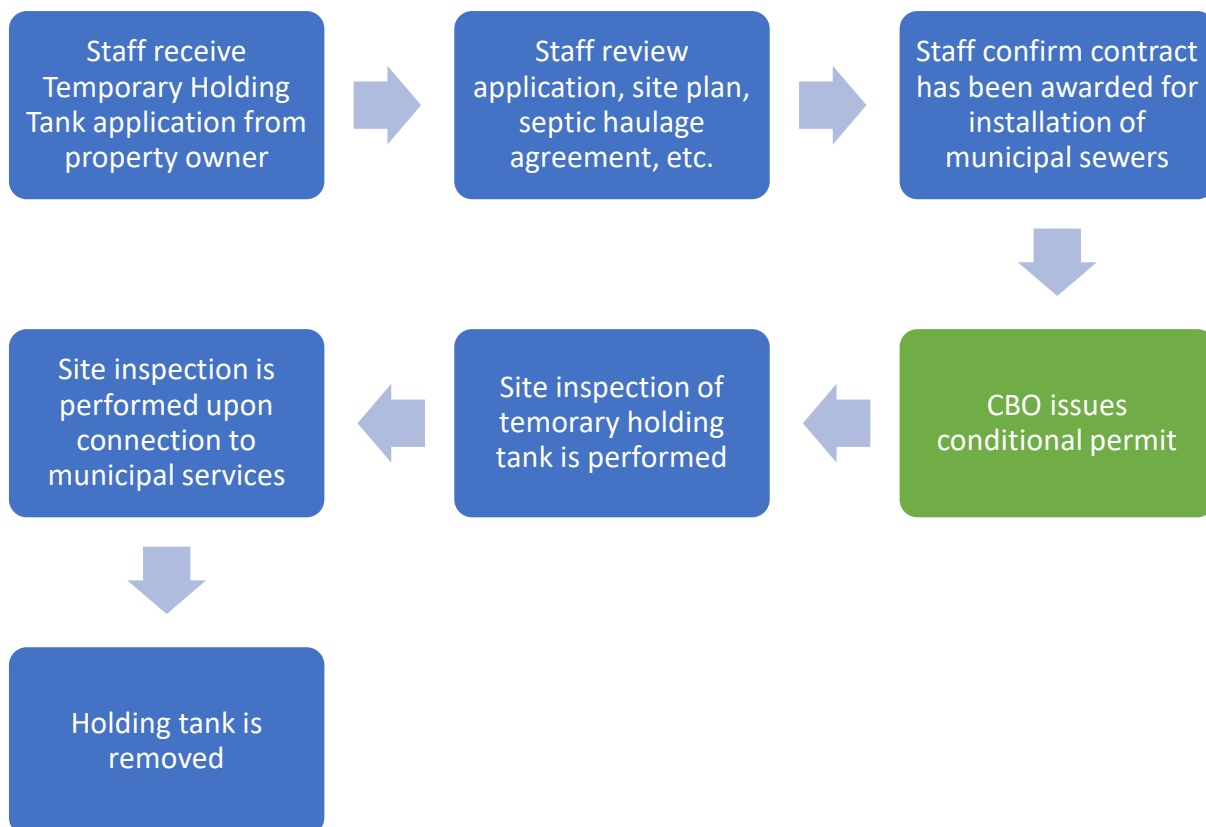 Staff receive
Temporary Holding
Tank application from
property owner
Staff review
application, site plan,
septic haulage
agreement, etc.
Staff confirm contract
has been awarded for
installation of
municipal sewers
CBO issues
conditional permit
Site inspection of
temorary holding
tank is performed
Site inspection is
performed upon
connection to
municipal services
Holding tank is
removed